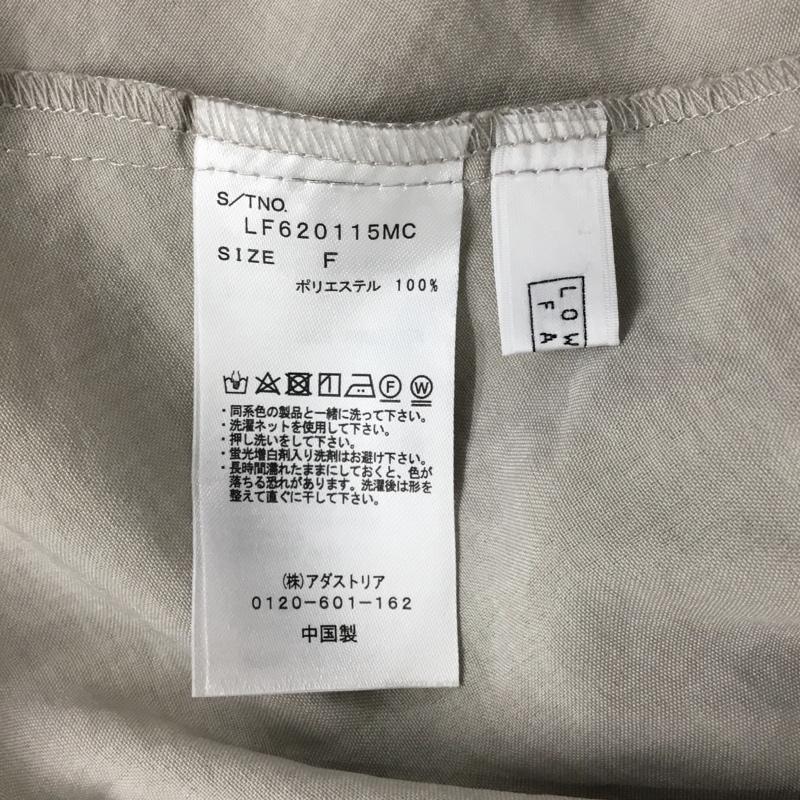 S/TNO.
LF620115MC
SIZE F
ポリエステル 100%
F W
・同系色の製品と一緒に洗って下さい。
・洗濯ネットを使用して下さい。
・押し洗いをして下さい。
・蛍光増白剤入り洗剤はお避け下さい。
・長時間濡れたままにしておくと、色が
落ちる恐れがあります。洗濯後は形を
整えて直ぐに干して下さい。
(株)アダストリア
0120-601-162
中国製
LOW
FA